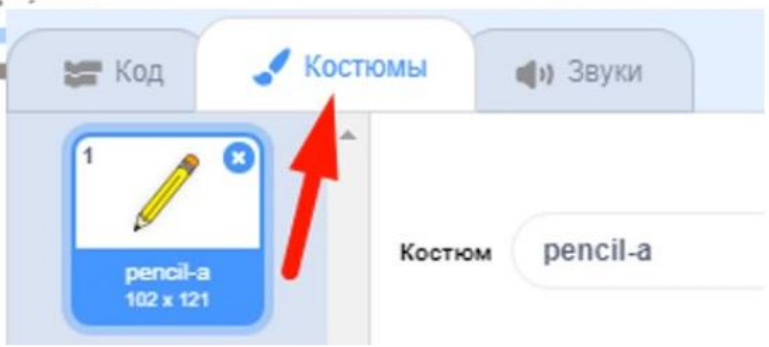 Код
Костюмы
Звуки
1
pencil-a
102 x 121
Костюм
pencil-a